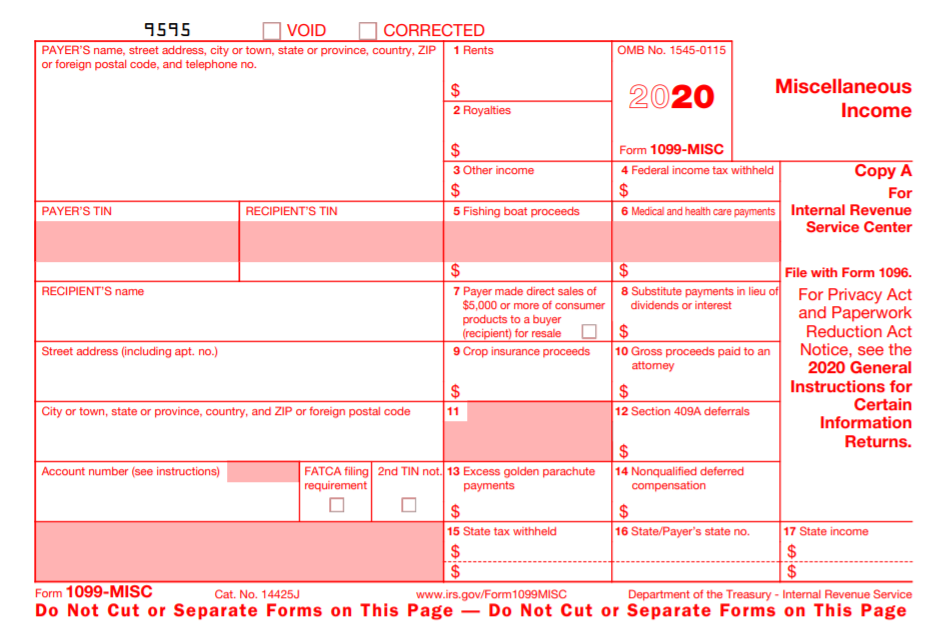 9595
VOID
CORRECTED
PAYER'S name, street address, city or town, state or province, country, ZIP
or foreign postal code, and telephone no.
1 Rents
$
2 Royalties
$
OMB No. 1545-0115
2020
Form 1099-MISC
Miscellaneous
Income
3 Other income
$
4 Federal income tax withheld
$
Copy A
For
Internal Revenue
Service Center
PAYER'S TIN
RECIPIENT'S TIN
5 Fishing boat proceeds
$
6 Medical and health care payments
$
File with Form 1096.
For Privacy Act
and Paperwork
Reduction Act
Notice, see the
2020 General
Instructions for
Certain
Information
Returns.
RECIPIENT'S name
7 Payer made direct sales of
$5,000 or more of consumer
products to a buyer
(recipient) for resale
8 Substitute payments in lieu of
dividends or interest
$
Street address (including apt. no.)
9 Crop insurance proceeds
$
10 Gross proceeds paid to an
attorney
$
City or town, state or province, country, and ZIP or foreign postal code
11
12 Section 409A deferrals
$
Account number (see instructions)
FATCA filing
requirement
2nd TIN not.
13 Excess golden parachute
payments
$
14 Nonqualified deferred
compensation
$
15 State tax withheld
$
$
16 State/Payer's state no.
17 State income
$
$
Form 1099-MISC
Cat. No. 14425J
www.irs.gov/Form1099MISC
Department of the Treasury - Internal Revenue Service
Do Not Cut or Separate Forms on This Page — Do Not Cut or Separate Forms on This Page